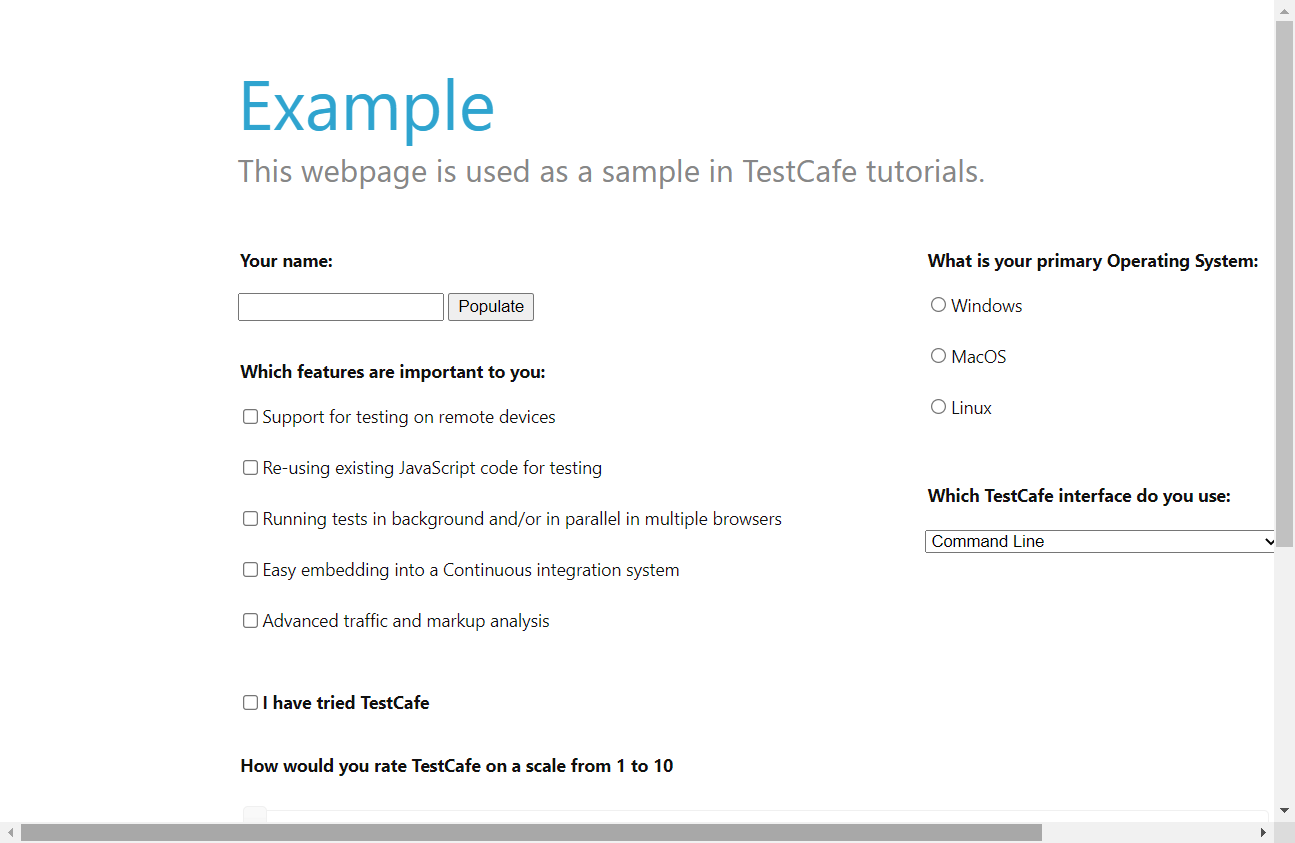 Example
This webpage is used as a sample in TestCafe tutorials.
Your name:
Populate
Which features are important to you:
Support for testing on remote devices
Re-using existing JavaScript code for testing
Running tests in background and/or in parallel in multiple browsers
Easy embedding into a Continuous integration system
Advanced traffic and markup analysis
I have tried TestCafe
How would you rate TestCafe on a scale from 1 to 10
What is your primary Operating System:
Windows
MacOS
Linux
Which TestCafe interface do you use:
Command Line